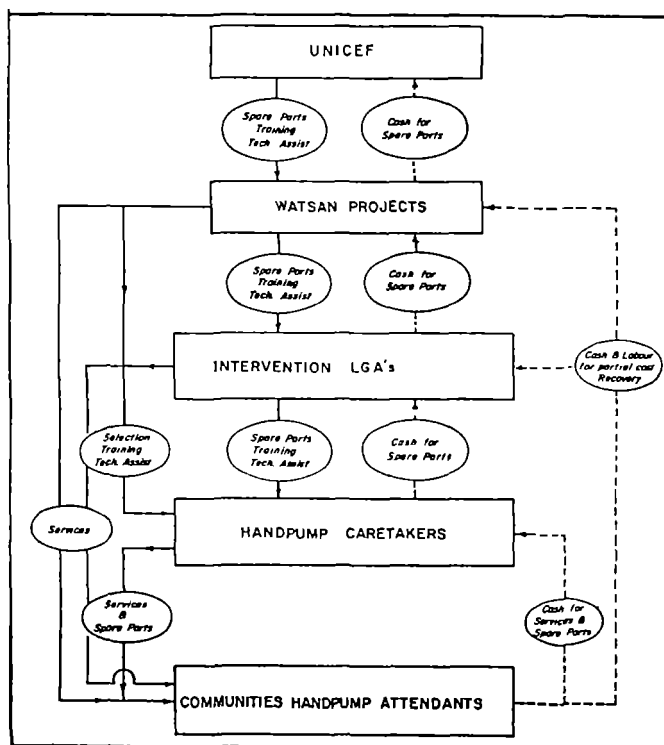 UNICEF
Spare Parts
Training
Tech. Assist
Cash for
Spare Parts
WATSAN PROJECTS
Spare Parts
Training
Tech. Assist
Cash for
Spare Parts
INTERVENTION LGA's
Cash & Labour
for partial cost
Recovery
Selection
Training
Tech. Assist
Spare Parts
Training
Tech. Assist
Cash for
Spare Parts
Services
HANDPUMP CARETAKERS
Services
&
Spare Parts
Cash for
Services &
Spare Parts
COMMUNITIES HANDPUMP ATTENDANTS